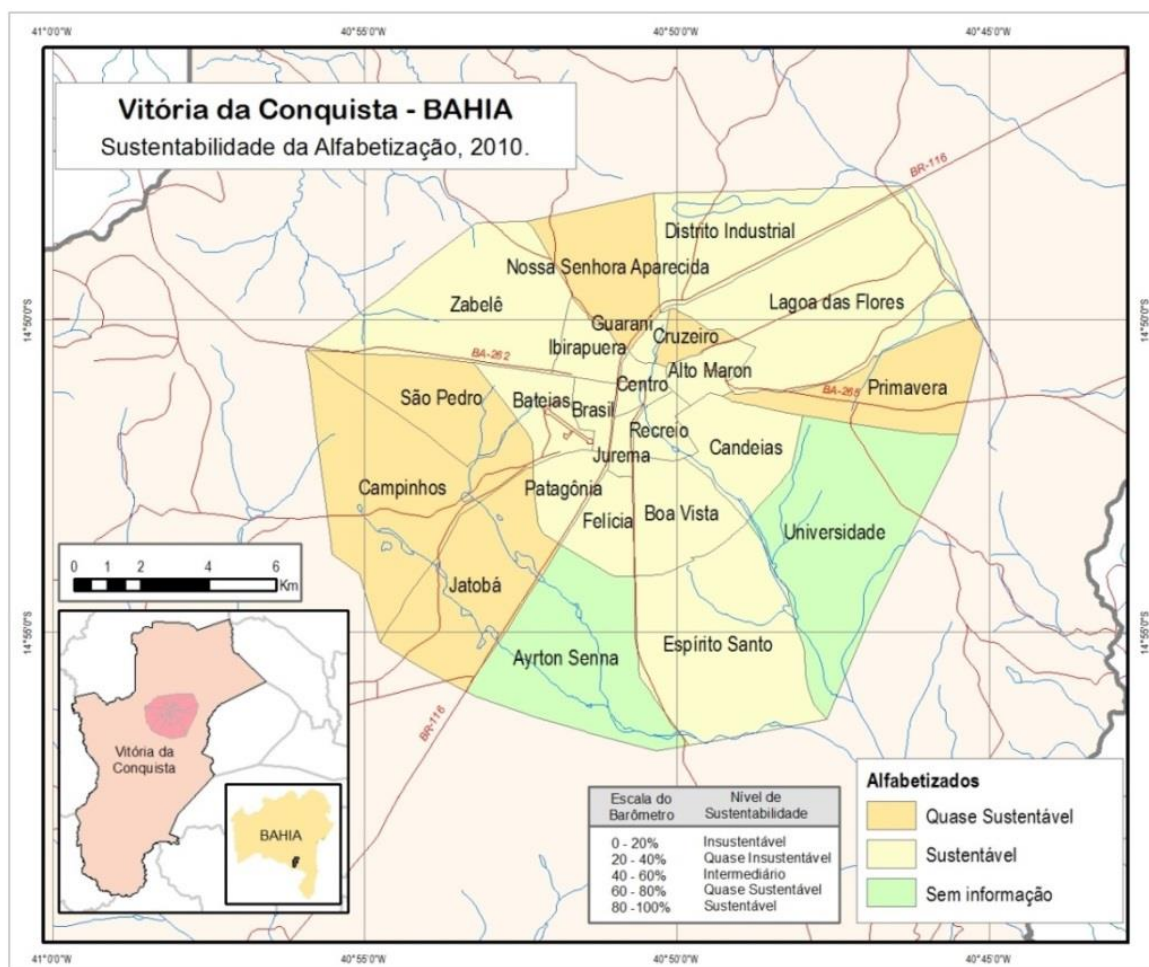 41°0'0"W
40°55'0"W
40°50'0"W
40°45'0"W
Vitória da Conquista - BAHIA
Sustentabilidade da Alfabetização, 2010.
BR-116
Distrito Industrial
Nossa Senhora Aparecida
Zabelê
Lagoa das Flores
14°50'0"S
14°50'0"S
Guarani
Cruzeiro
Ibirapuera
BA-262
Alto Maron
Centro
Primavera
BA-265
São Pedro
Bateias
Brasil
Recreio
Candeias
Jurema
Campinhos
Patagônia
Felícia
Boa Vista
Universidade
0 1 2 4 6
Km
Jatobá
14°55'0"S
14°55'0"S
Ayrton Senna
Espírito Santo
BR-116
Vitória da
Conquista
BAHIA
Escala do Nível de
Barômetro Sustentabilidade
0 - 20% Insustentável
20 - 40% Quase Insustentável
40 - 60% Intermediário
60 - 80% Quase Sustentável
80 -100% Sustentável
Alfabetizados
Quase Sustentável
Sustentável
Sem informação
41°0'0"W
40°55'0"W
40°50'0"W
40°45'0"W